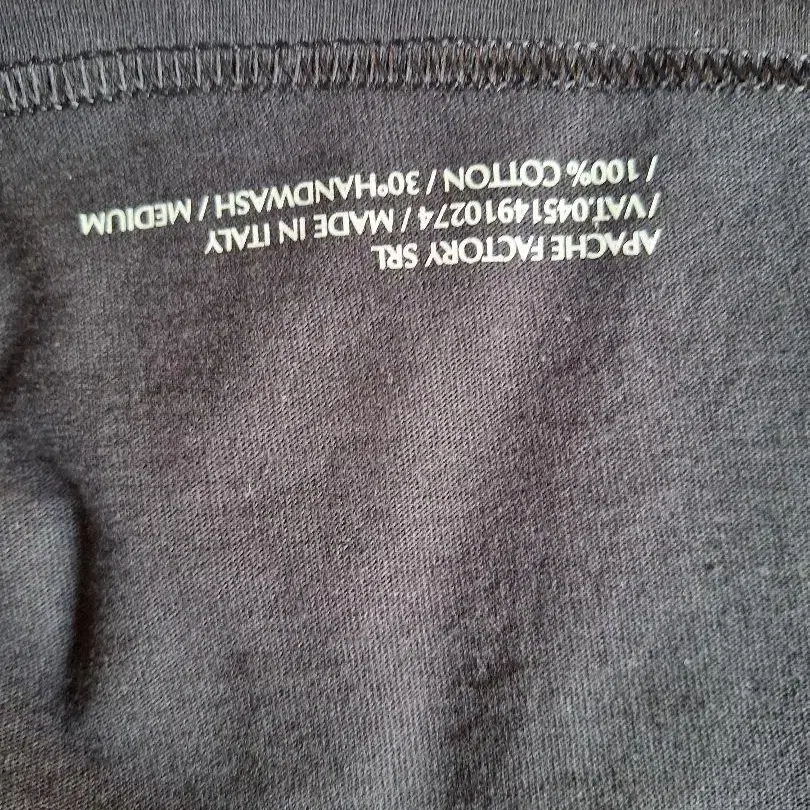 APACHE FACTORY SRL
/VAT.04514910274 / MADE IN ITALY
/ 100% COTTON / 30°HANDWASH / MEDIUM